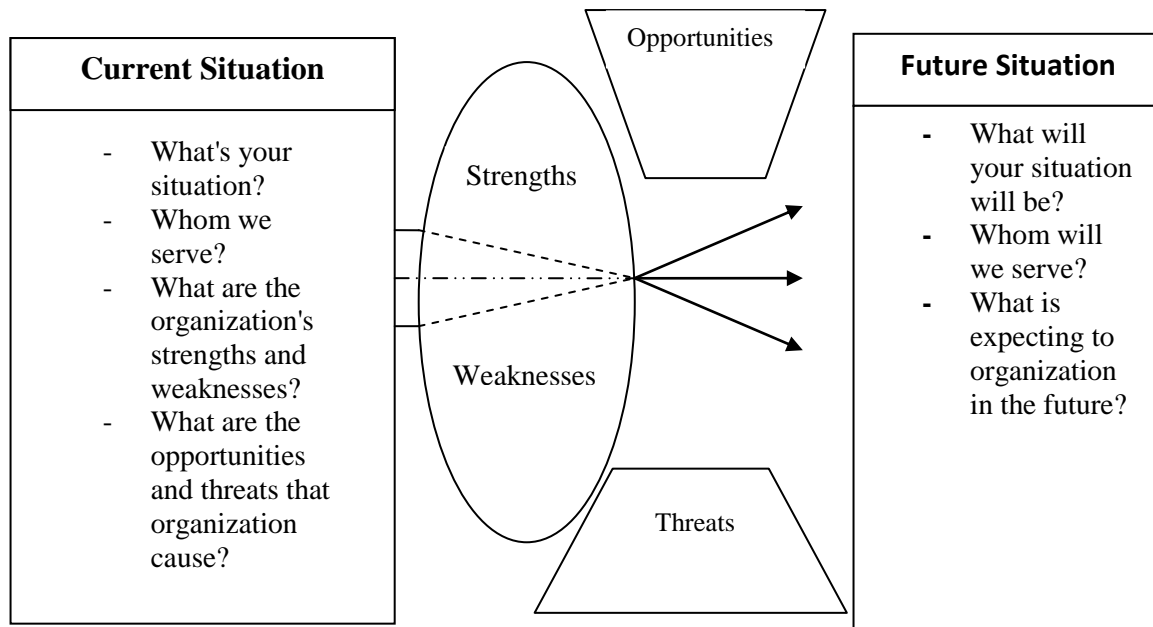 Current Situation
- What's your
situation?
- Whom we
serve?
- What are the
organization's
strengths and
weaknesses?
- What are the
opportunities
and threats that
organization
cause?
Strengths
Weaknesses
Opportunities
Threats
Future Situation
- What will
your situation
will be?
- Whom will
we serve?
- What is
expecting to
organization
in the future?